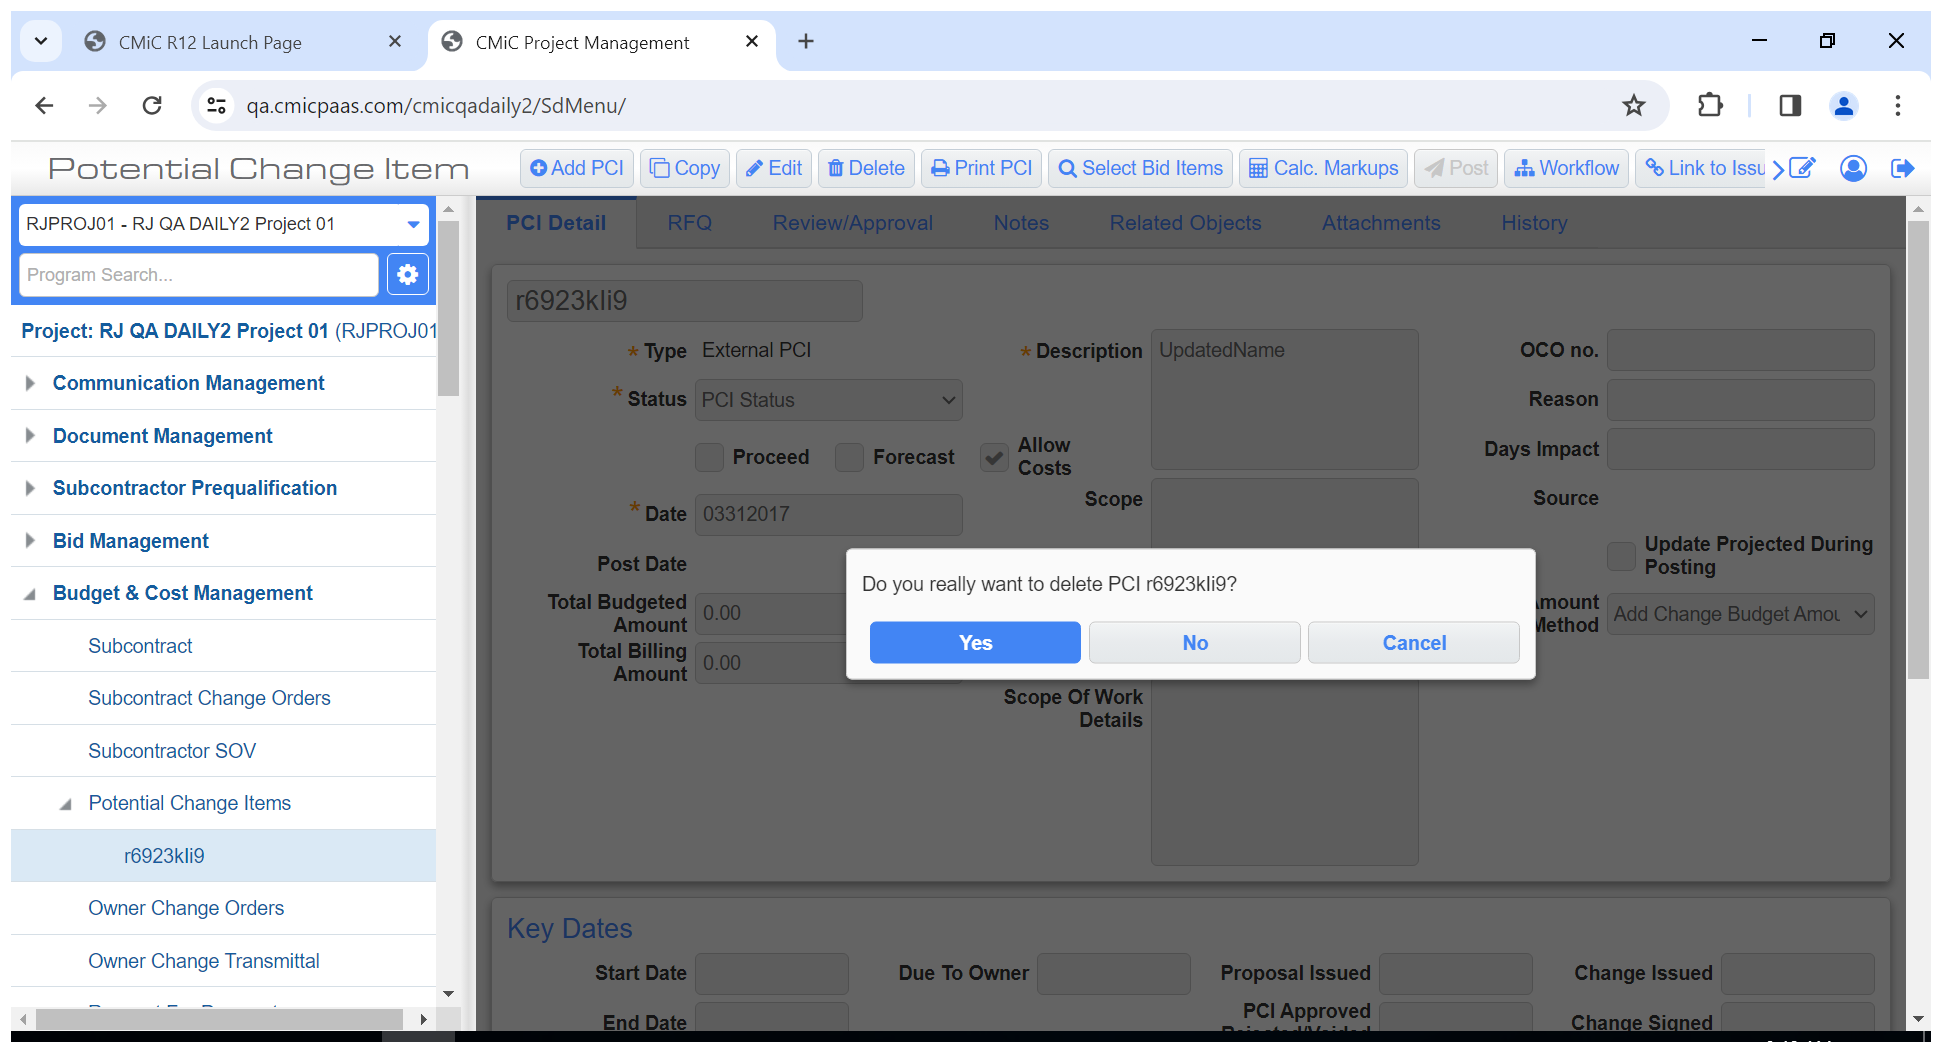 CMiC R12 Launch Page
CMiC Project Management
qa.cmicpaas.com/cmicqadaily2/SdMenu/
Potential Change Item
Add PCI
Copy
Edit
Delete
Print PCI
Select Bid Items
Calc. Markups
Post
Workflow
Link to Issu
RJPROJ01 - RJ QA DAILY2 Project 01
Program Search...
Project: RJ QA DAILY2 Project 01 (RJPROJ01
Communication Management
Document Management
Subcontractor Prequalification
Bid Management
Budget & Cost Management
Subcontract
Subcontract Change Orders
Subcontractor SOV
Potential Change Items
r6923kIi9
Owner Change Orders
Owner Change Transmittal
PCI Detail
RFQ
Review/Approval
Notes
Related Objects
Attachments
History
r6923kIi9
* Type External PCI
* Status PCI Status
Proceed
Forecast
Allow
Costs
* Date 03312017
Post Date
Total Budgeted
Amount
0.00
Total Billing
Amount
0.00
* Description UpdatedName
Scope
Scope Of Work
Details
OCO no.
Reason
Days Impact
Source
Update Projected During
Posting
Add Change Budget Amou
Do you really want to delete PCI r6923kIi9?
Yes
No
Cancel
Key Dates
Start Date
Due To Owner
Proposal Issued
Change Issued
End Date
PCI Approved
Change Signed